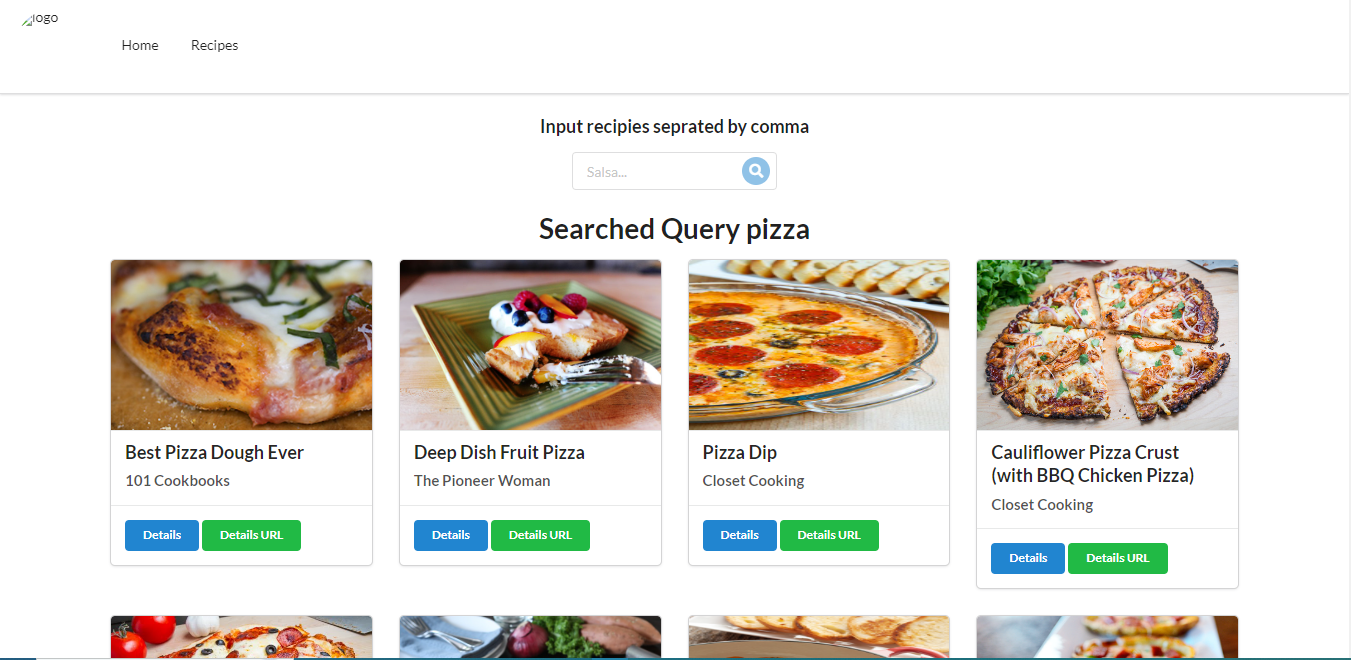 logo
Home Recipes
Input recipies seprated by comma
Salsa...
Searched Query pizza
Best Pizza Dough Ever
101 Cookbooks
Details Details URL
Deep Dish Fruit Pizza
The Pioneer Woman
Details Details URL
Pizza Dip
Closet Cooking
Details Details URL
Cauliflower Pizza Crust
(with BBQ Chicken Pizza)
Closet Cooking
Details Details URL